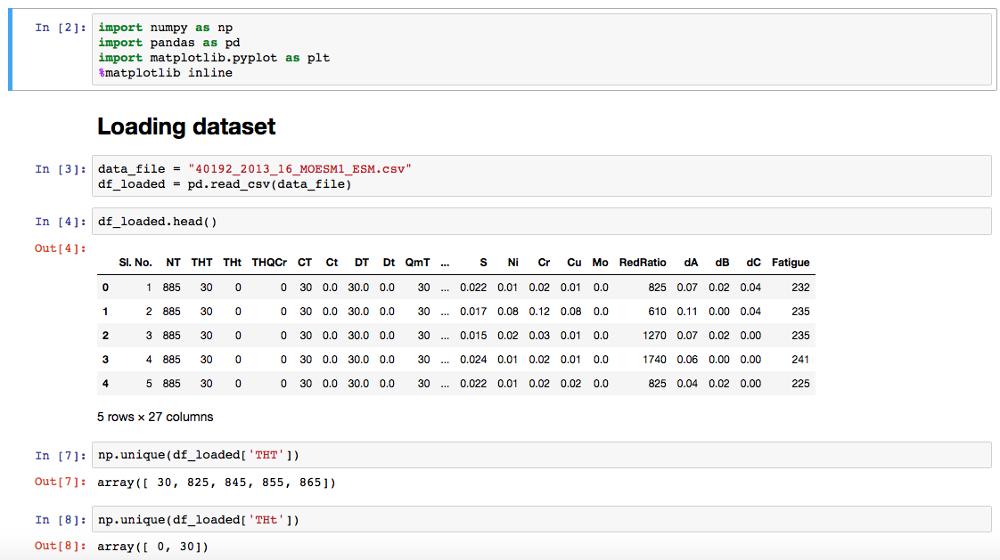 In [2]: import numpy as np
import pandas as pd
import matplotlib.pyplot as plt
%matplotlib inline
Loading dataset
In [3]: data_file = "40192_2013_16_MOESM1_ESM.csv"
df_loaded = pd.read_csv(data_file)
In [4]: df_loaded.head()
Out[4]:
Sl. No. NT THT THt THQCr CT Ct DT Dt QmT ... S Ni Cr Cu Mo RedRatio dA dB dC Fatigue
0 1 885 30 0 0 30 0.0 30.0 0.0 30 ... 0.022 0.01 0.02 0.01 0.0 825 0.07 0.02 0.04 232
1 2 885 30 0 0 30 0.0 30.0 0.0 30 ... 0.017 0.08 0.12 0.08 0.0 610 0.11 0.00 0.04 235
2 3 885 30 0 0 30 0.0 30.0 0.0 30 ... 0.015 0.02 0.03 0.01 0.0 1270 0.07 0.02 0.00 235
3 4 885 30 0 0 30 0.0 30.0 0.0 30 ... 0.024 0.01 0.02 0.01 0.0 1740 0.06 0.00 0.00 241
4 5 885 30 0 0 30 0.0 30.0 0.0 30 ... 0.022 0.01 0.02 0.02 0.0 825 0.04 0.02 0.00 225
5 rows × 27 columns
In [7]: np.unique(df_loaded['THT'])
Out[7]: array([ 30, 825, 845, 855, 865])
In [8]: np.unique(df_loaded['THt'])
Out[8]: array([ 0, 30])